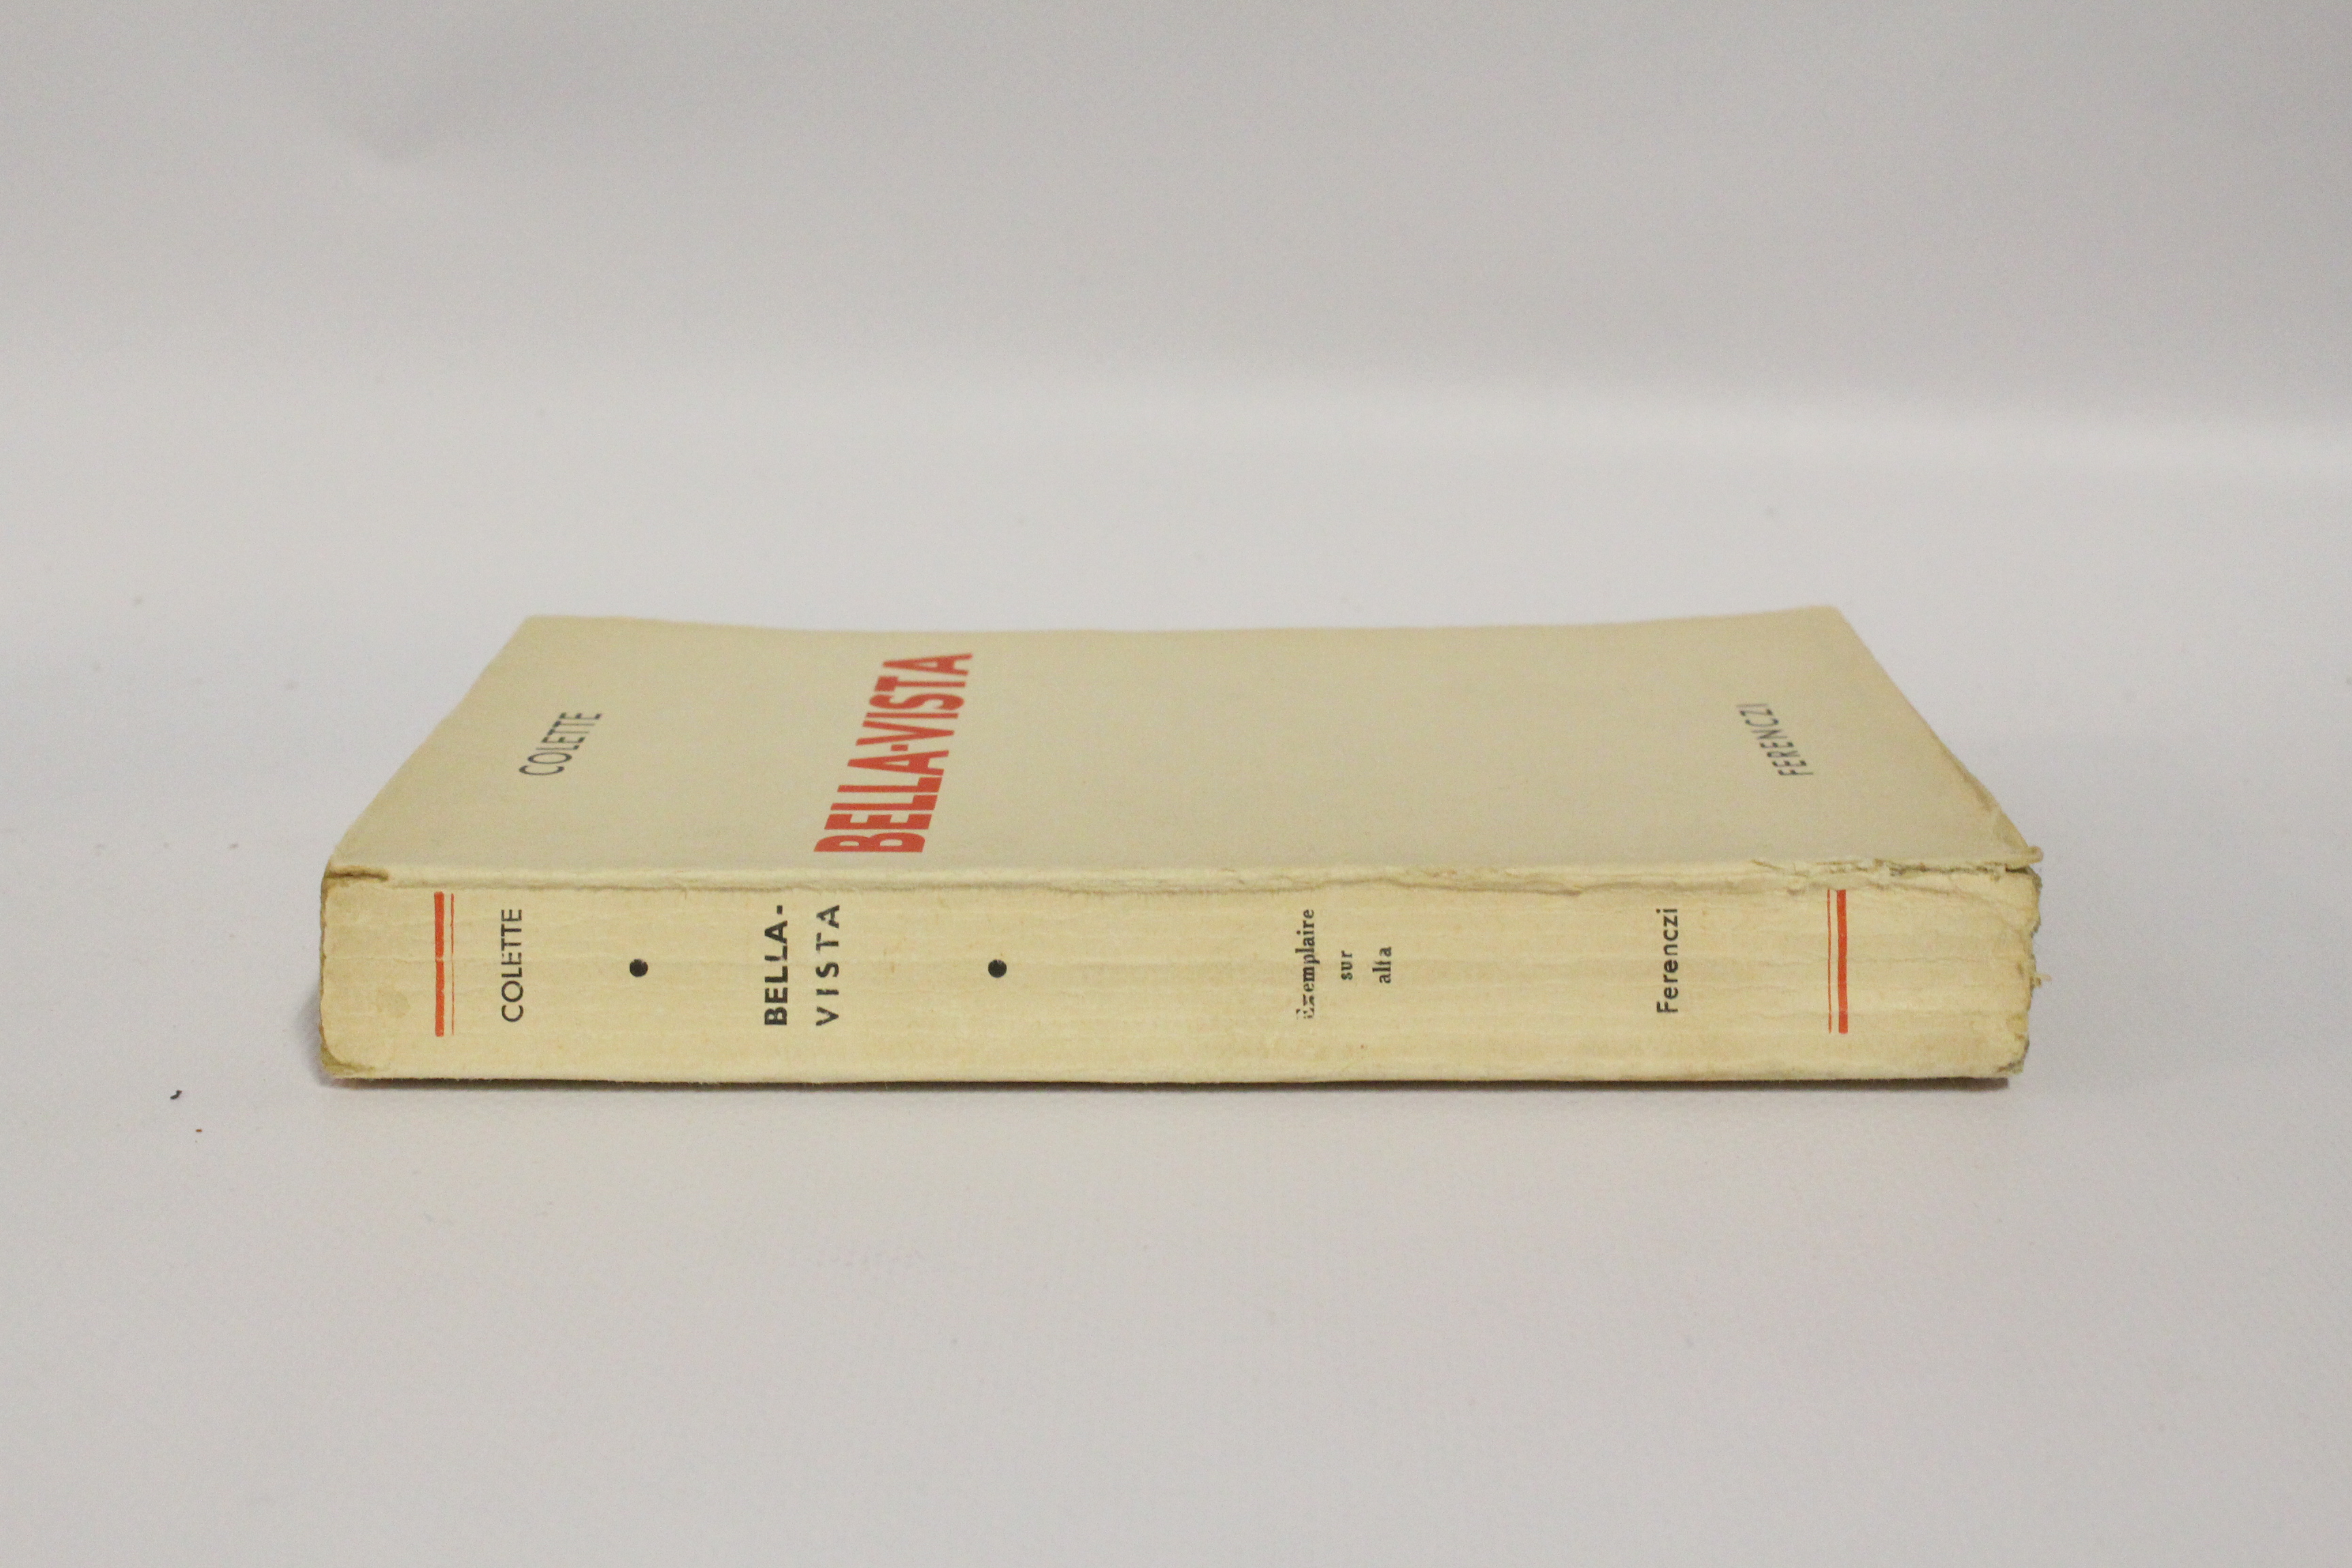 COLETTE
BELLA-VISTA
FERENCZI
COLETTE
BELLA-
VISTA
Exemplaire
sur
alfa
Ferenczi